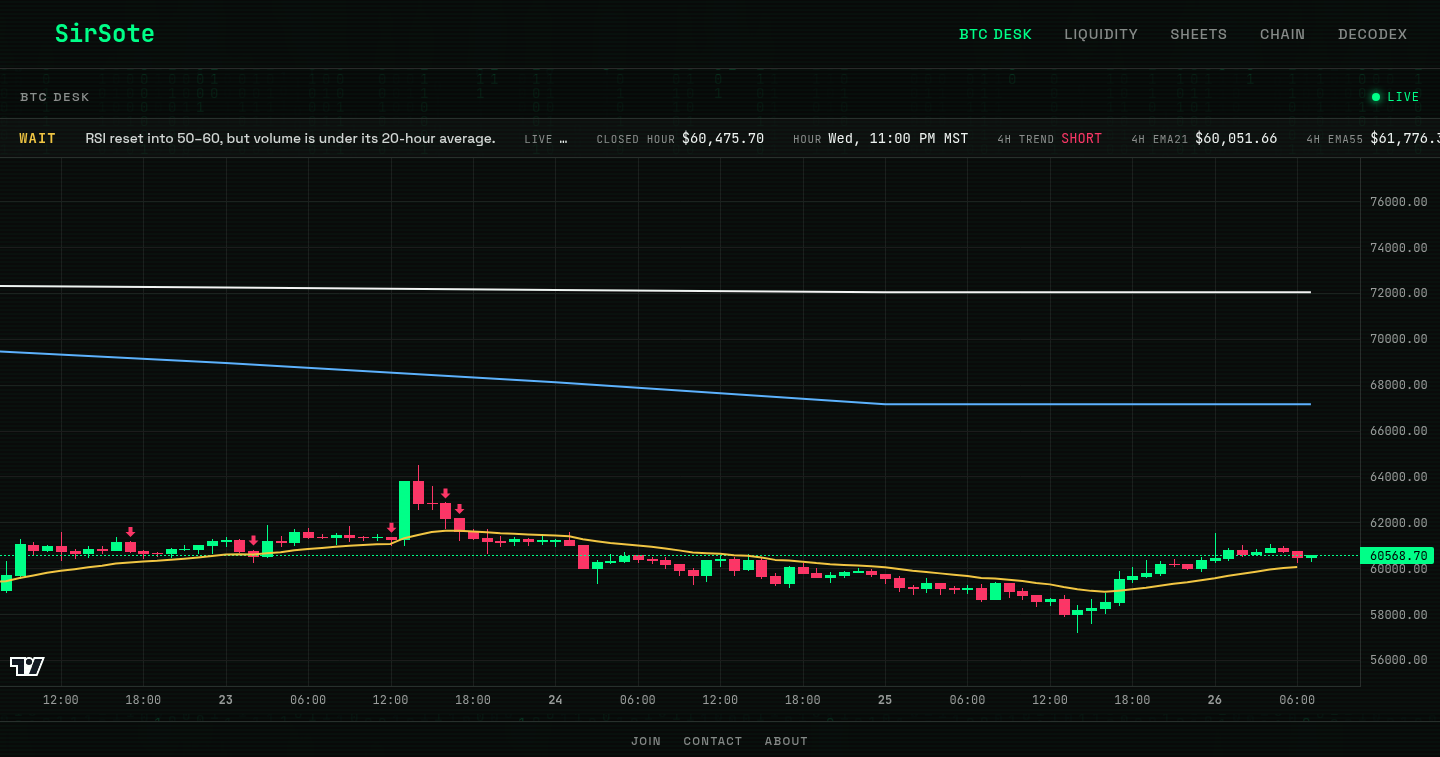 SirSote
BTC DESK LIQUIDITY SHEETS CHAIN DECODEX
BTC DESK
LIVE
WAIT RSI reset into 50–60, but volume is under its 20-hour average. LIVE … CLOSED HOUR $60,475.70 HOUR Wed, 11:00 PM MST 4H TREND SHORT 4H EMA21 $60,051.66 4H EMA55 $61,776.3
76000.00
74000.00
72000.00
70000.00
68000.00
66000.00
64000.00
62000.00
60568.70
60000.00
58000.00
56000.00
12:00 18:00 23 06:00 12:00 18:00 24 06:00 12:00 18:00 25 06:00 12:00 18:00 26 06:00
JOIN CONTACT ABOUT